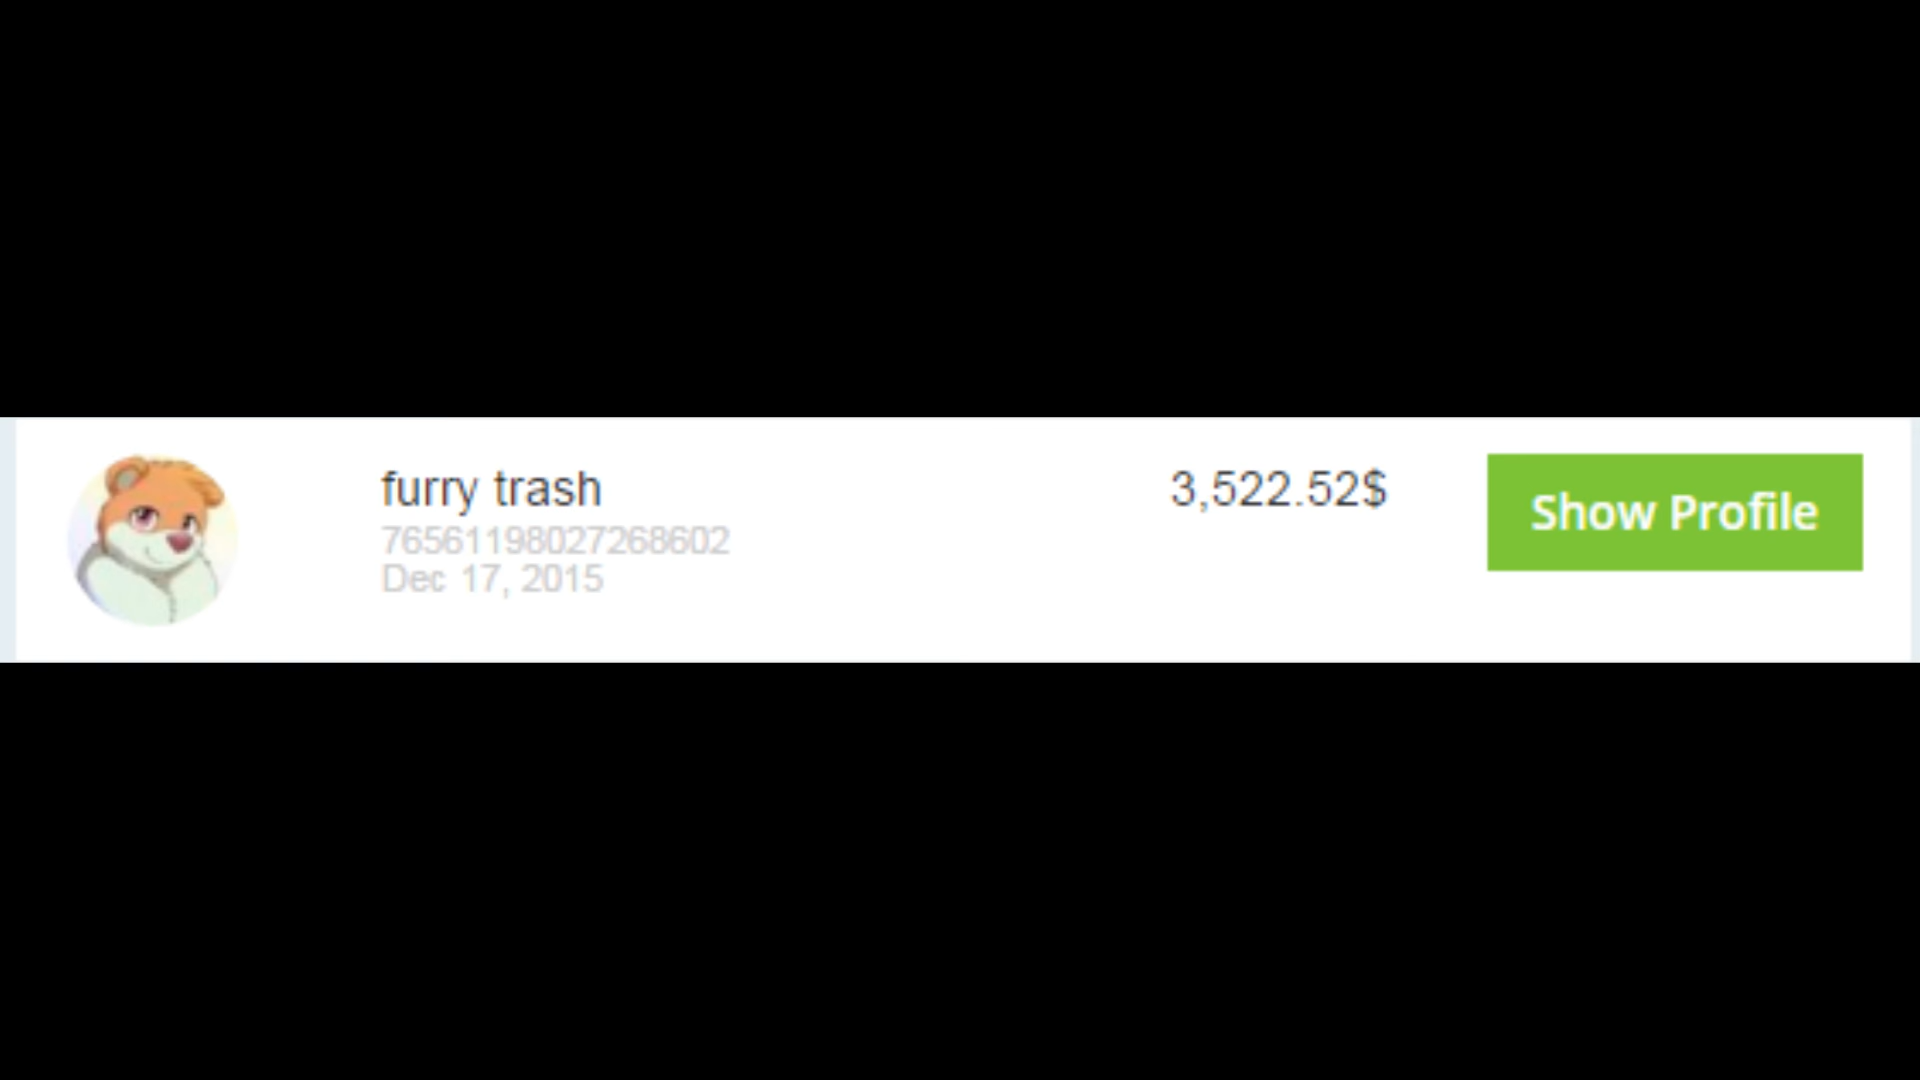 furry trash
76561198027268602
Dec 17, 2015
3,522.52$
Show Profile